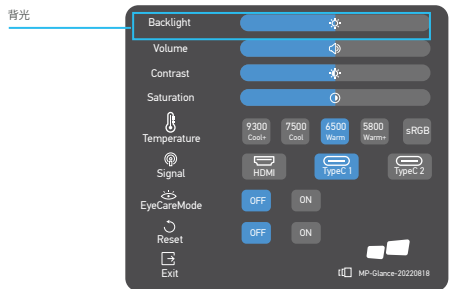 背光
Backlight
Volume
Contrast
Saturation
Temperature
9300 Cool+
7500 Cool
6500 Warm
5800 Warm+
sRGB
Signal
HDMI
TypeC 1
TypeC 2
EyeCareMode
OFF
ON
Reset
OFF
ON
Exit
MP-Glance-20220818